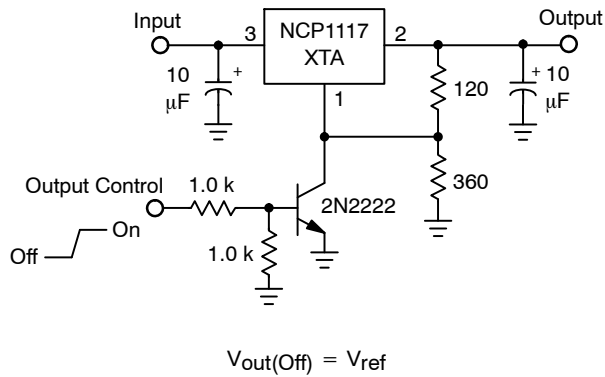 Input
Output
3
NCP1117
XTA
2
10
µF
+
1
120
+
10
µF
360
Output Control
1.0 k
2N2222
On
Off
1.0 k
Vout(Off) = Vref